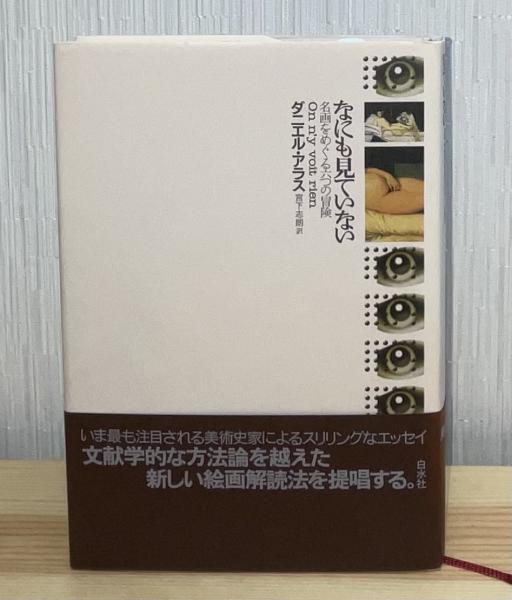 なにも見ていない
名画をめぐる六つの冒険
On n'y voit rien
ダニエル・アラス 宮下志朗 訳
いま最も注目される美術史家によるスリリングなエッセイ
文献学的な方法論を越えた
新しい絵画解読法を提唱する。
白水社